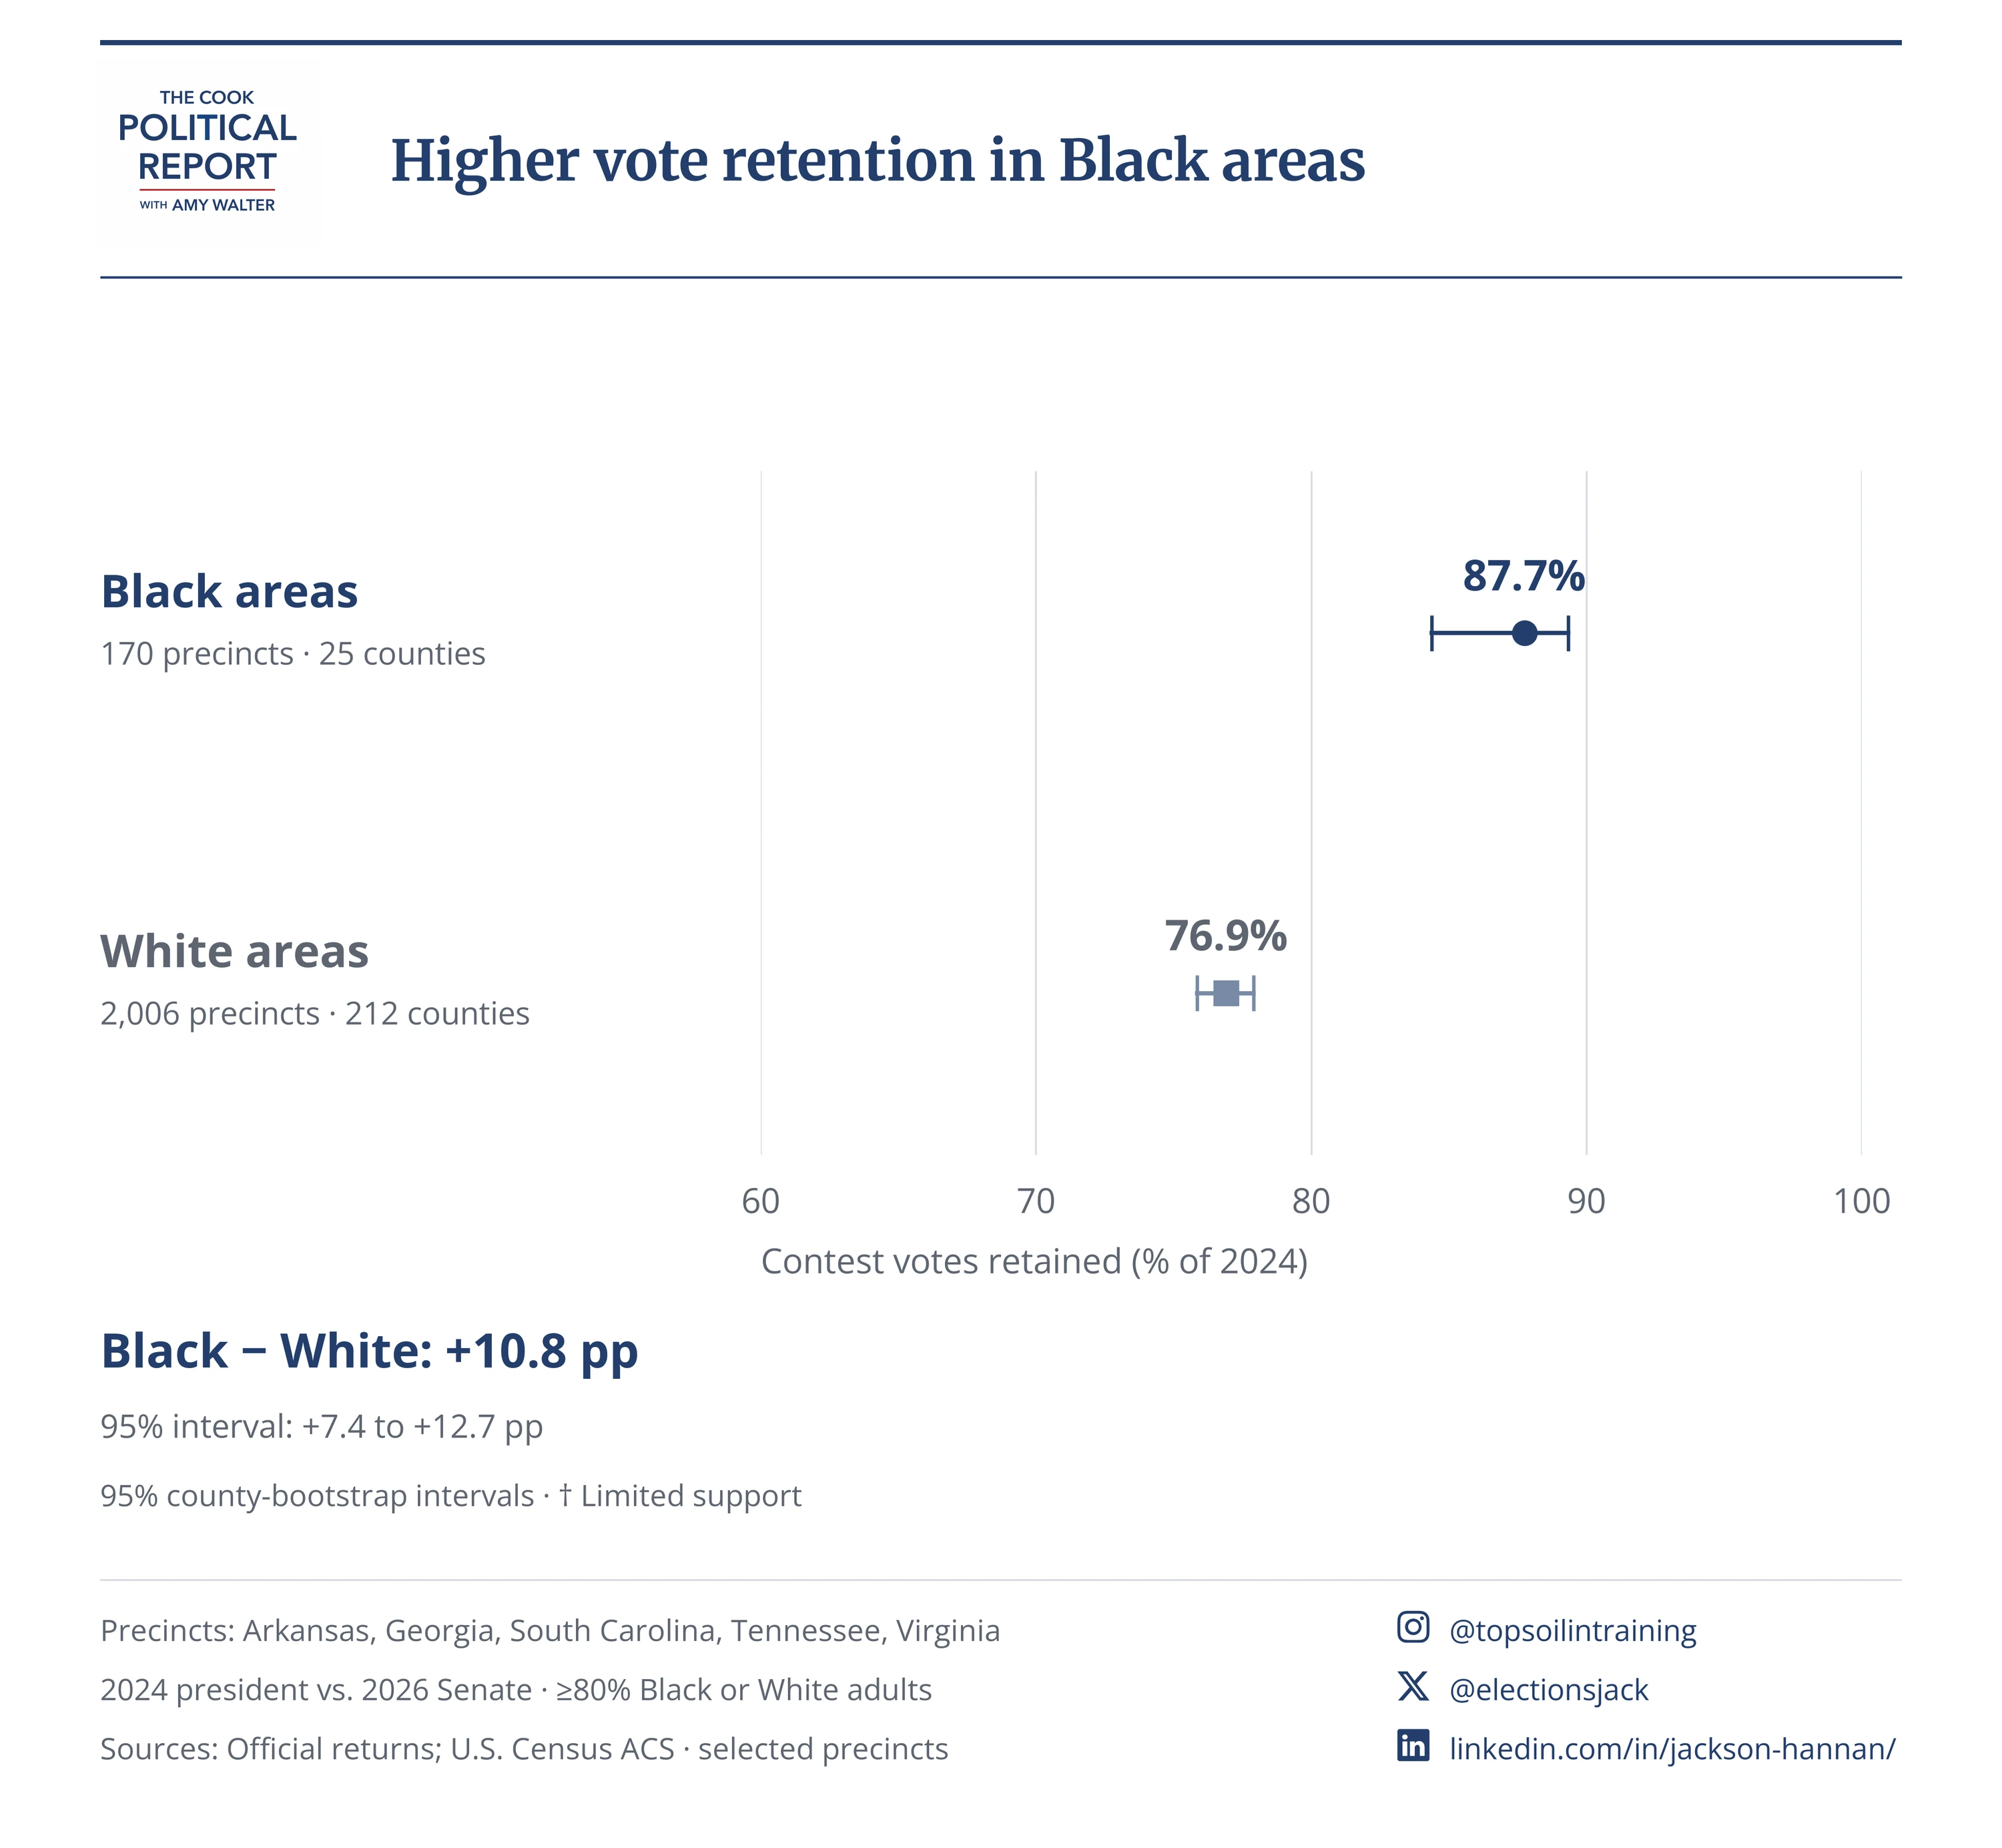 THE COOK
POLITICAL
REPORT
WITH AMY WALTER
Higher vote retention in Black areas
87.7%
Black areas
170 precincts · 25 counties
76.9%
White areas
2,006 precincts · 212 counties
60 70 80 90 100
Contest votes retained (% of 2024)
Black − White: +10.8 pp
95% interval: +7.4 to +12.7 pp
95% county-bootstrap intervals · † Limited support
Precincts: Arkansas, Georgia, South Carolina, Tennessee, Virginia
2024 president vs. 2026 Senate · ≥80% Black or White adults
Sources: Official returns; U.S. Census ACS · selected precincts
@topsoilintraining
@electionsjack
linkedin.com/in/jackson-hannan/